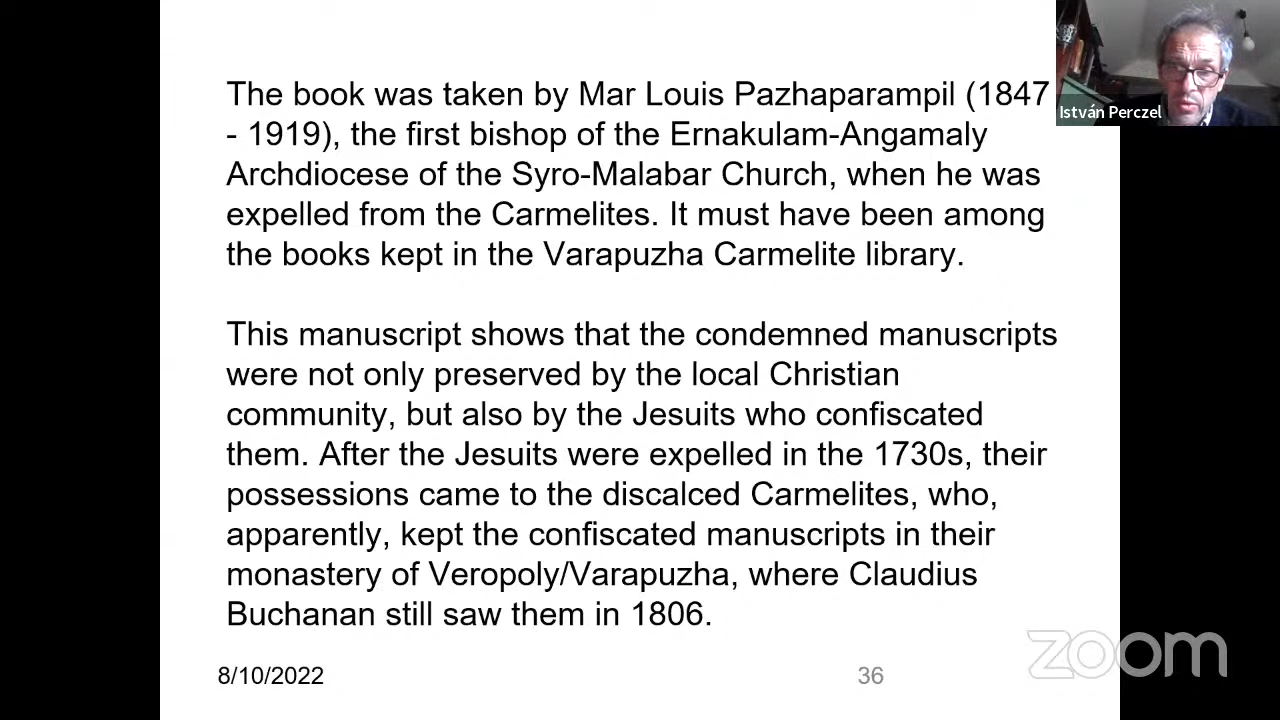 The book was taken by Mar Louis Pazhaparampil (1847
- 1919), the first bishop of the Ernakulam-Angamaly
Archdiocese of the Syro-Malabar Church, when he was
expelled from the Carmelites. It must have been among
the books kept in the Varapuzha Carmelite library.
This manuscript shows that the condemned manuscripts
were not only preserved by the local Christian
community, but also by the Jesuits who confiscated
them. After the Jesuits were expelled in the 1730s, their
possessions came to the discalced Carmelites, who,
apparently, kept the confiscated manuscripts in their
monastery of Veropoly/Varapuzha, where Claudius
Buchanan still saw them in 1806.
8/10/2022
36
István Perczel
zoom